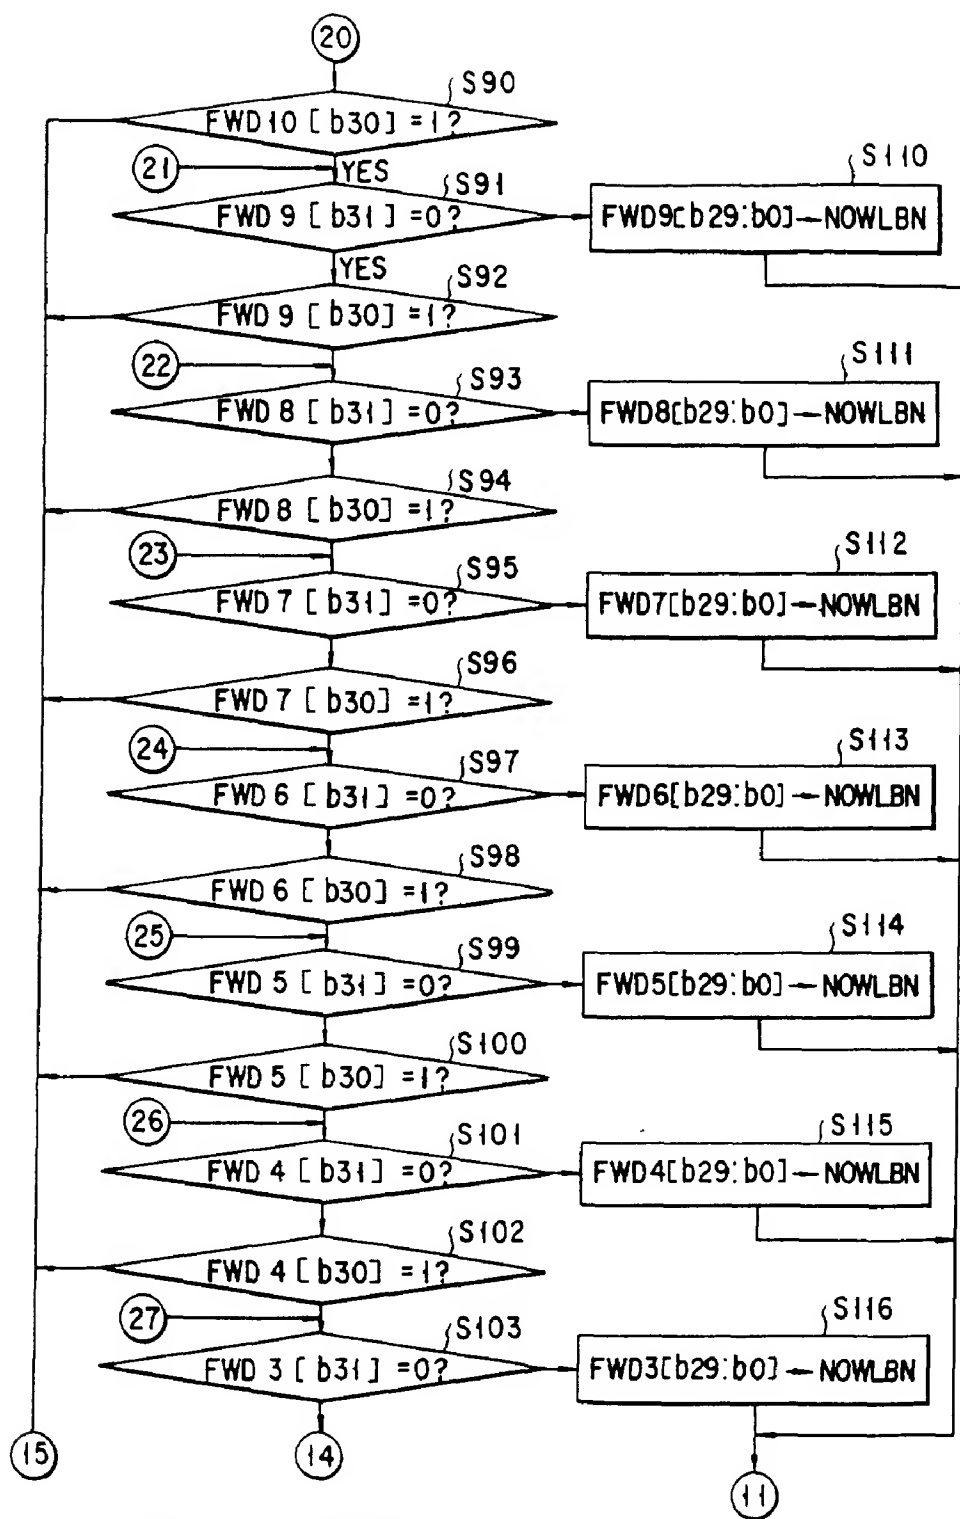 20
S90
FWD10 [b30] =1?
21
YES
S91
S110
FWD 9 [b31] =0?
FWD9[b29:b0]←NOWLBN
YES
S92
FWD 9 [b30] =1?
22
S93
S111
FWD 8 [b31] =0?
FWD8[b29:b0]←NOWLBN
S94
FWD 8 [b30] =1?
23
S95
S112
FWD 7 [b31] =0?
FWD7[b29:b0]←NOWLBN
S96
FWD 7 [b30] =1?
24
S97
S113
FWD 6 [b31] =0?
FWD6[b29:b0]←NOWLBN
S98
FWD 6 [b30] =1?
25
S99
S114
FWD 5 [b31] =0?
FWD5[b29:b0]←NOWLBN
S100
FWD 5 [b30] =1?
26
S101
S115
FWD 4 [b31] =0?
FWD4[b29:b0]←NOWLBN
S102
FWD 4 [b30] =1?
27
S103
S116
FWD 3 [b31] =0?
FWD3[b29:b0]←NOWLBN
15
14
11